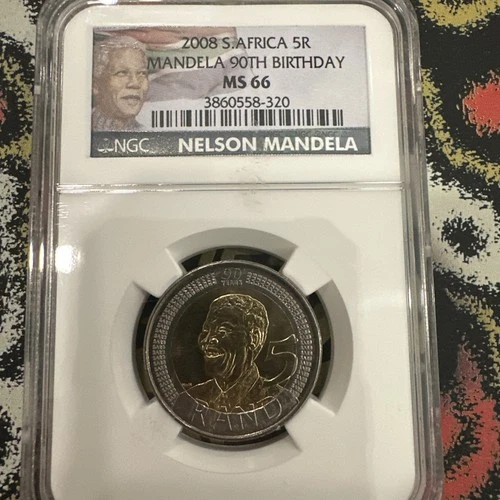 2008 S.AFRICA 5R
MANDELA 90TH BIRTHDAY
MS 66
3860558-320
NGC NELSON MANDELA
90
YEARS
5
RAND